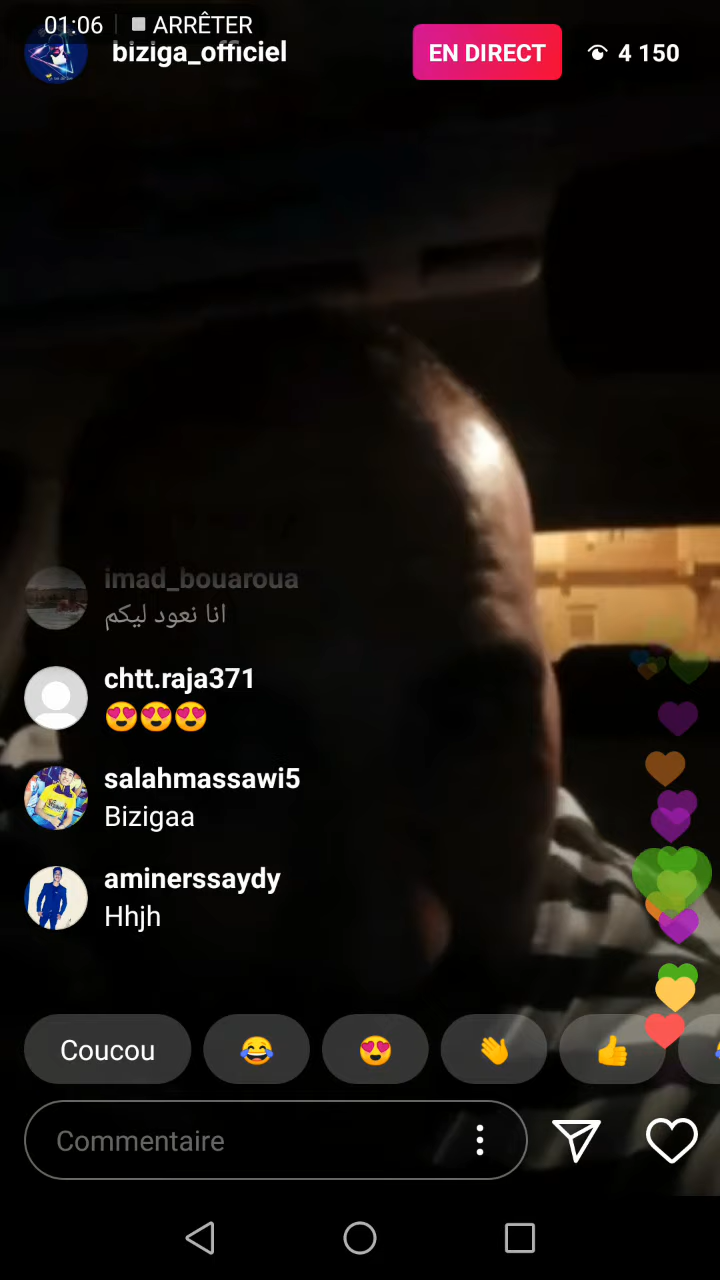 01:06 ARRÊTER
biziga_officiel
EN DIRECT
4 150
imad_bouaroua
انا نعود ليكم
chtt.raja371
😍😍😍
salahmassawi5
Bizigaa
aminerssaydy
Hhjh
Coucou 😂 😍 👋 👍
Commentaire